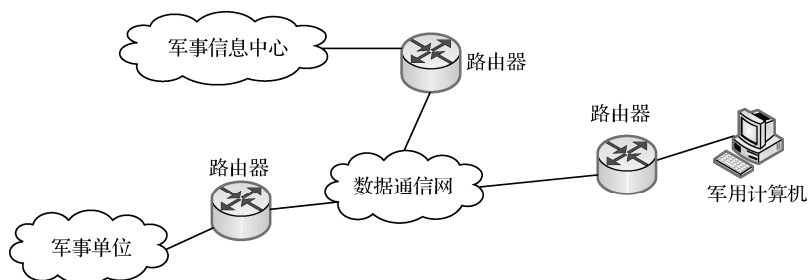 军事信息中心
路由器
路由器
路由器
数据通信网
军用计算机
军事单位